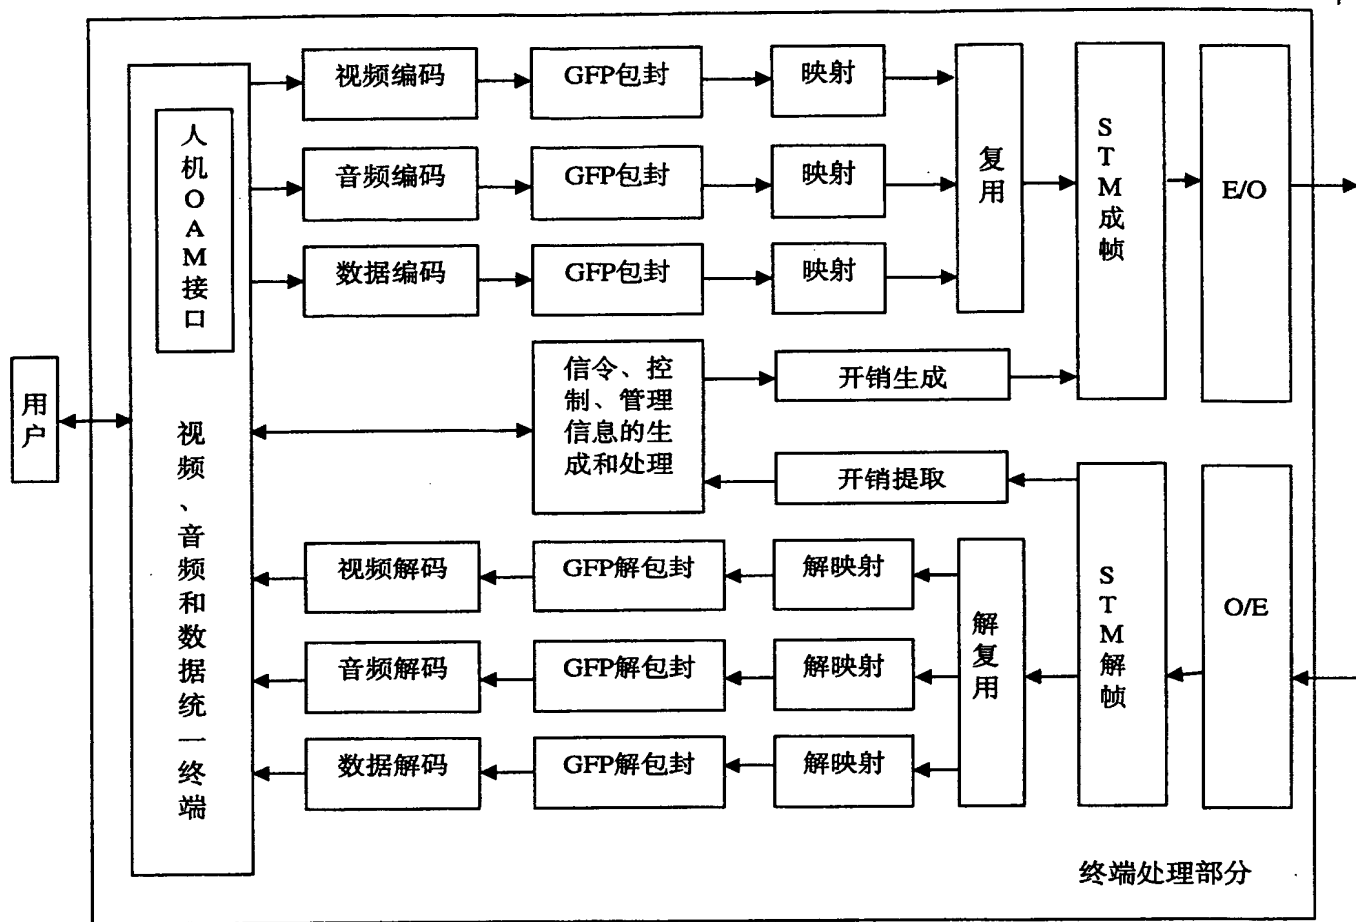 视频编码
GFP包封
映射
音频编码
GFP包封
映射
数据编码
GFP包封
映射
复用
STM成帧
E/O
人机OAM接口
用户
视频、音频和数据统一终端
信令、控
制、管理
信息的生
成和处理
开销生成
开销提取
视频解码
GFP解包封
解映射
音频解码
GFP解包封
解映射
数据解码
GFP解包封
解映射
解复用
STM解帧
O/E
终端处理部分